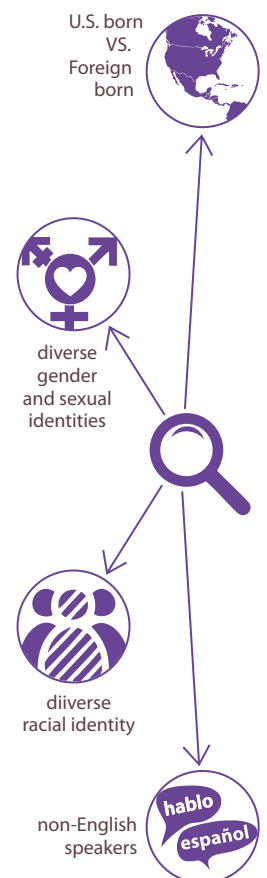 U.S. born
VS.
Foreign
born
diverse
gender
and sexual
identities
diiverse
racial identity
non-English
speakers
hablo
español